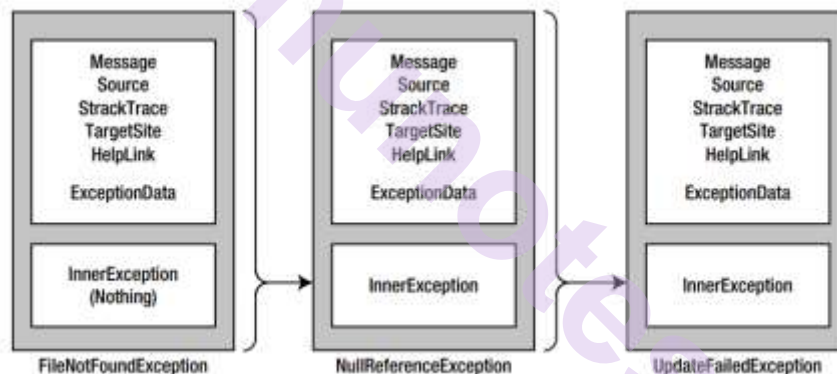 Message
Source
StrackTrace
TargetSite
HelpLink
ExceptionData
InnerException
(Nothing)
FileNotFoundException
Message
Source
StrackTrace
TargetSite
HelpLink
ExceptionData
InnerException
NullReferenceException
Message
Source
StrackTrace
TargetSite
HelpLink
ExceptionData
InnerException
UpdateFailedException
munotes